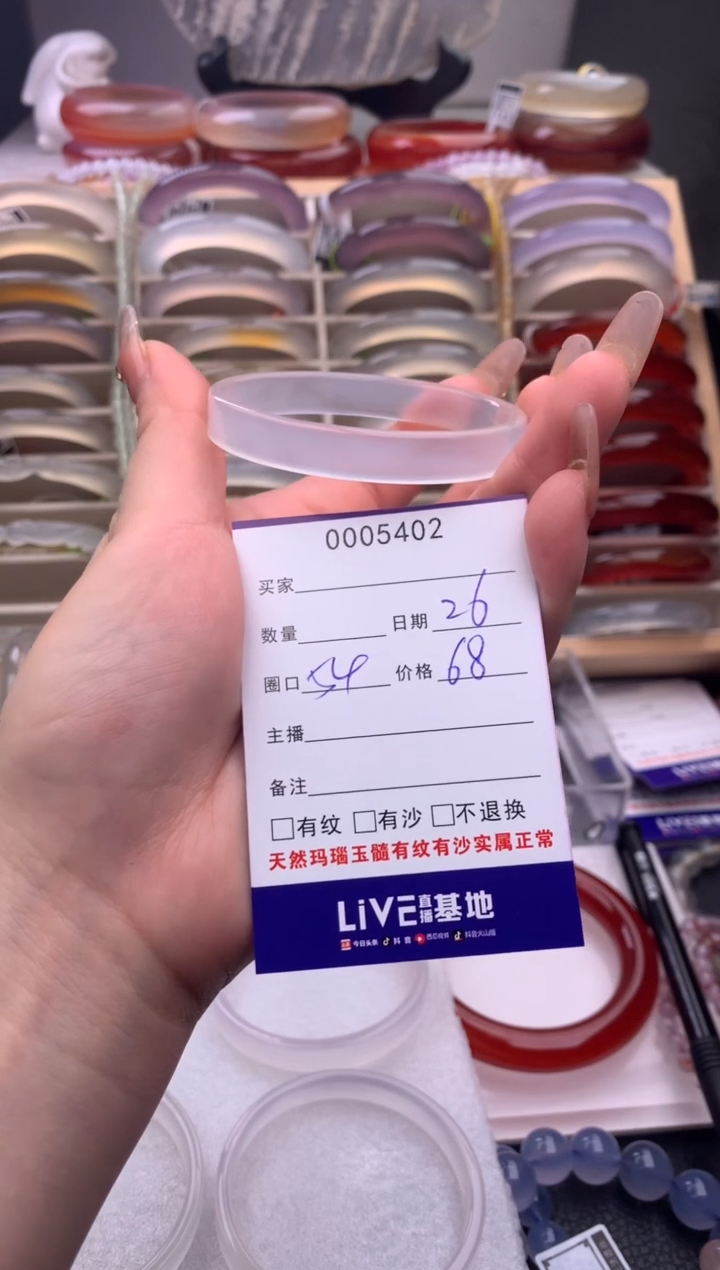 0005402
买家
数量 日期 26
圈口 54 价格 68
主播
备注
□有纹 □有沙 □不退换
天然玛瑙玉髓有纹有沙实属正常
LiVE直播基地
今日头条 抖音 西瓜视频 抖音火山版